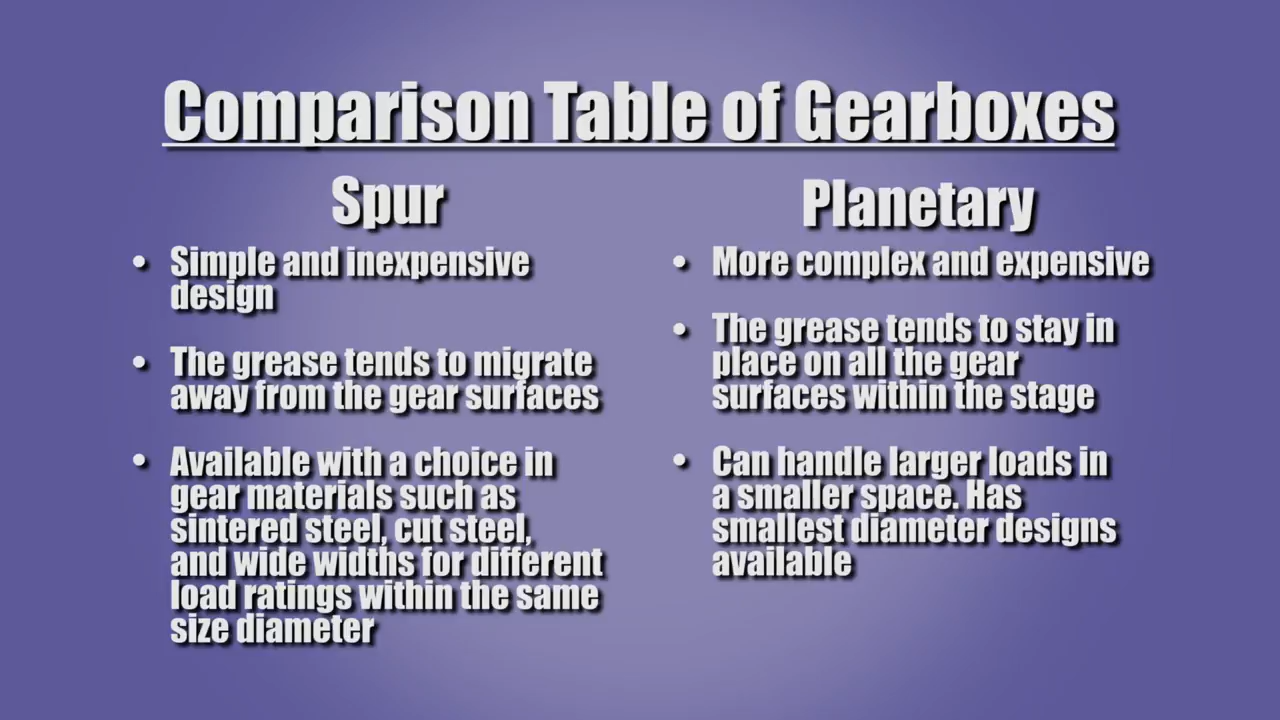 Comparison Table of Gearboxes
Spur
• Simple and inexpensive
design
• The grease tends to migrate
away from the gear surfaces
• Available with a choice in
gear materials such as
sintered steel, cut steel,
and wide widths for different
load ratings within the same
size diameter
Planetary
• More complex and expensive
• The grease tends to stay in
place on all the gear
surfaces within the stage
• Can handle larger loads in
a smaller space. Has
smallest diameter designs
available